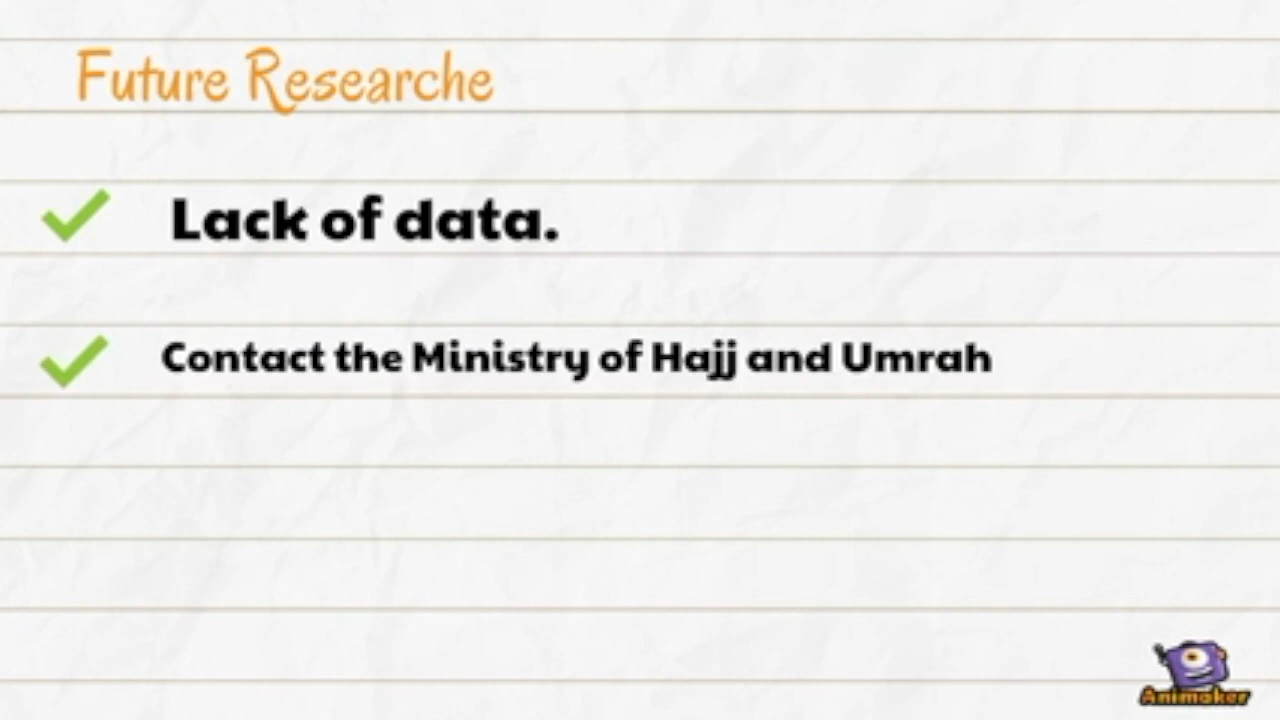 Future Researche
Lack of data.
Contact the Ministry of Hajj and Umrah
Animaker